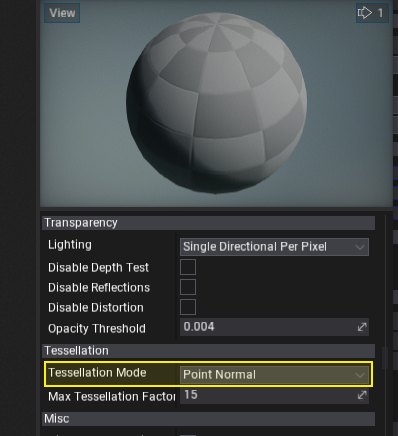 View
1
Transparency
Lighting Single Directional Per Pixel
Disable Depth Test
Disable Reflections
Disable Distortion
Opacity Threshold 0.004
Tessellation
Tessellation Mode Point Normal
Max Tessellation Factor 15
Misc